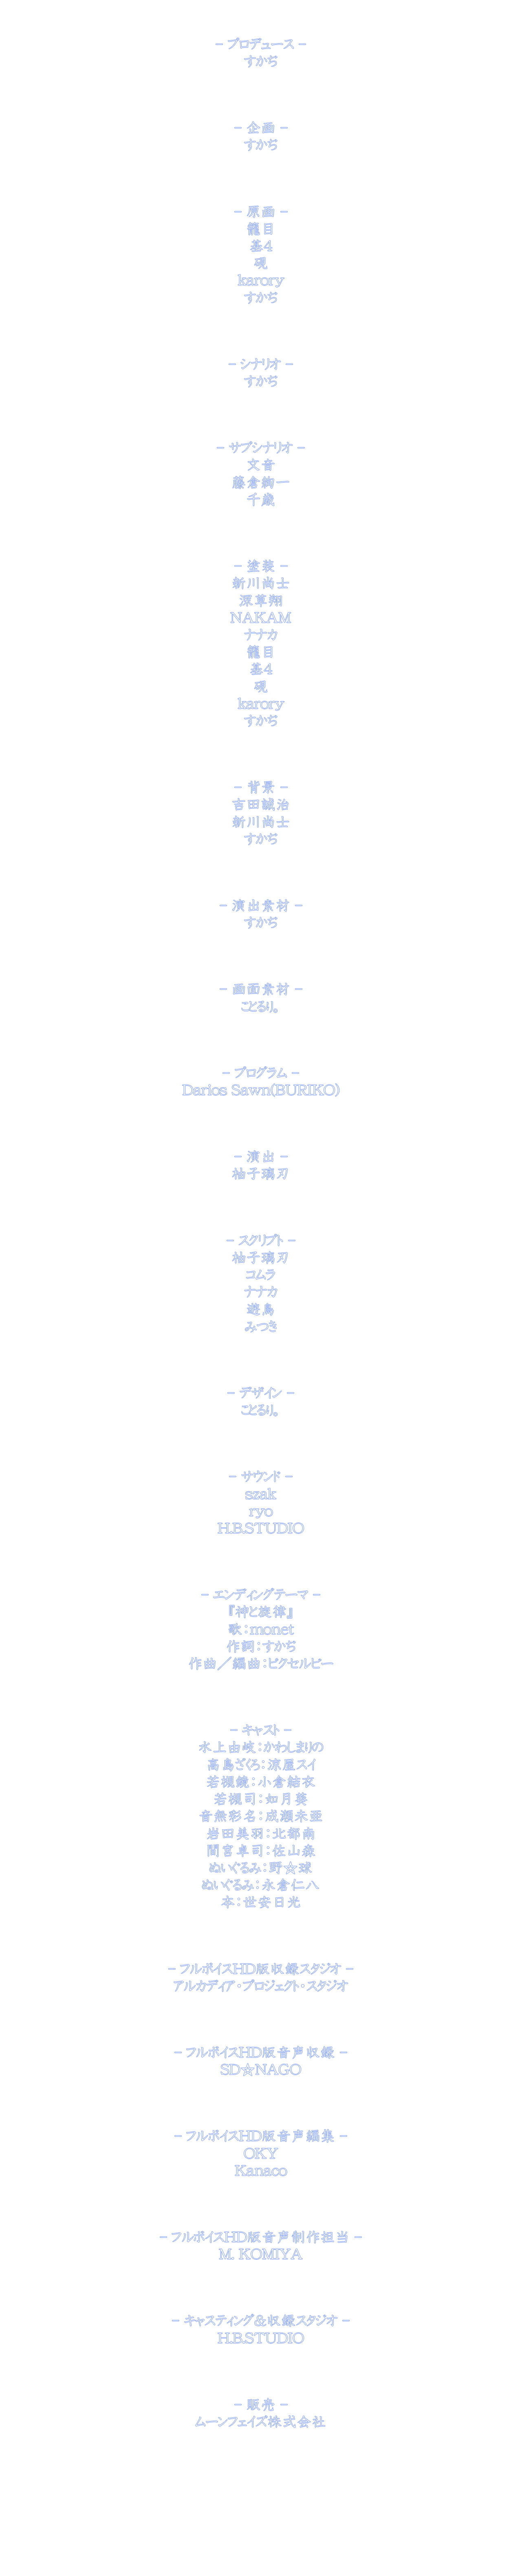 − プロデュース −
すかぢ
− 企画 −
すかぢ
− 原画 −
籠目
基4
硯
karory
すかぢ
− シナリオ −
すかぢ
− サブシナリオ −
文音
藤倉絢一
千歳
− 塗装 −
新川尚士
深草翔
NAKAM
ナナカ
籠目
基4
硯
karory
すかぢ
− 背景 −
吉田誠治
新川尚士
すかぢ
− 演出素材 −
すかぢ
− 画面素材 −
ことるり。
− プログラム −
Darios Sawn(BURIKO)
− 演出 −
柚子璃刃
− スクリプト −
柚子璃刃
コムラ
ナナカ
遊鳥
みつき
− デザイン −
ことるり。
− サウンド −
szak
ryo
H.B.STUDIO
− エンディングテーマ −
『神と旋律』
歌：monet
作詞：すかぢ
作曲／編曲：ピクセルビー
− キャスト −
水上由岐：かわしまりの
高島ざくろ：涼屋スイ
若槻鏡：小倉結衣
若槻司：如月葵
音無彩名：成瀬未亜
岩田美羽：北都南
間宮卓司：佐山森
ぬいぐるみ：野☆球
ぬいぐるみ：永倉仁八
本：世安日光
− フルボイスHD版収録スタジオ −
アルカディア・プロジェクト・スタジオ
− フルボイスHD版音声収録 −
SD☆NAGO
− フルボイスHD版音声編集 −
OKY
Kanaco
− フルボイスHD版音声制作担当 −
M. KOMIYA
− キャスティング＆収録スタジオ −
H.B.STUDIO
− 販売 −
ムーンフェイズ株式会社